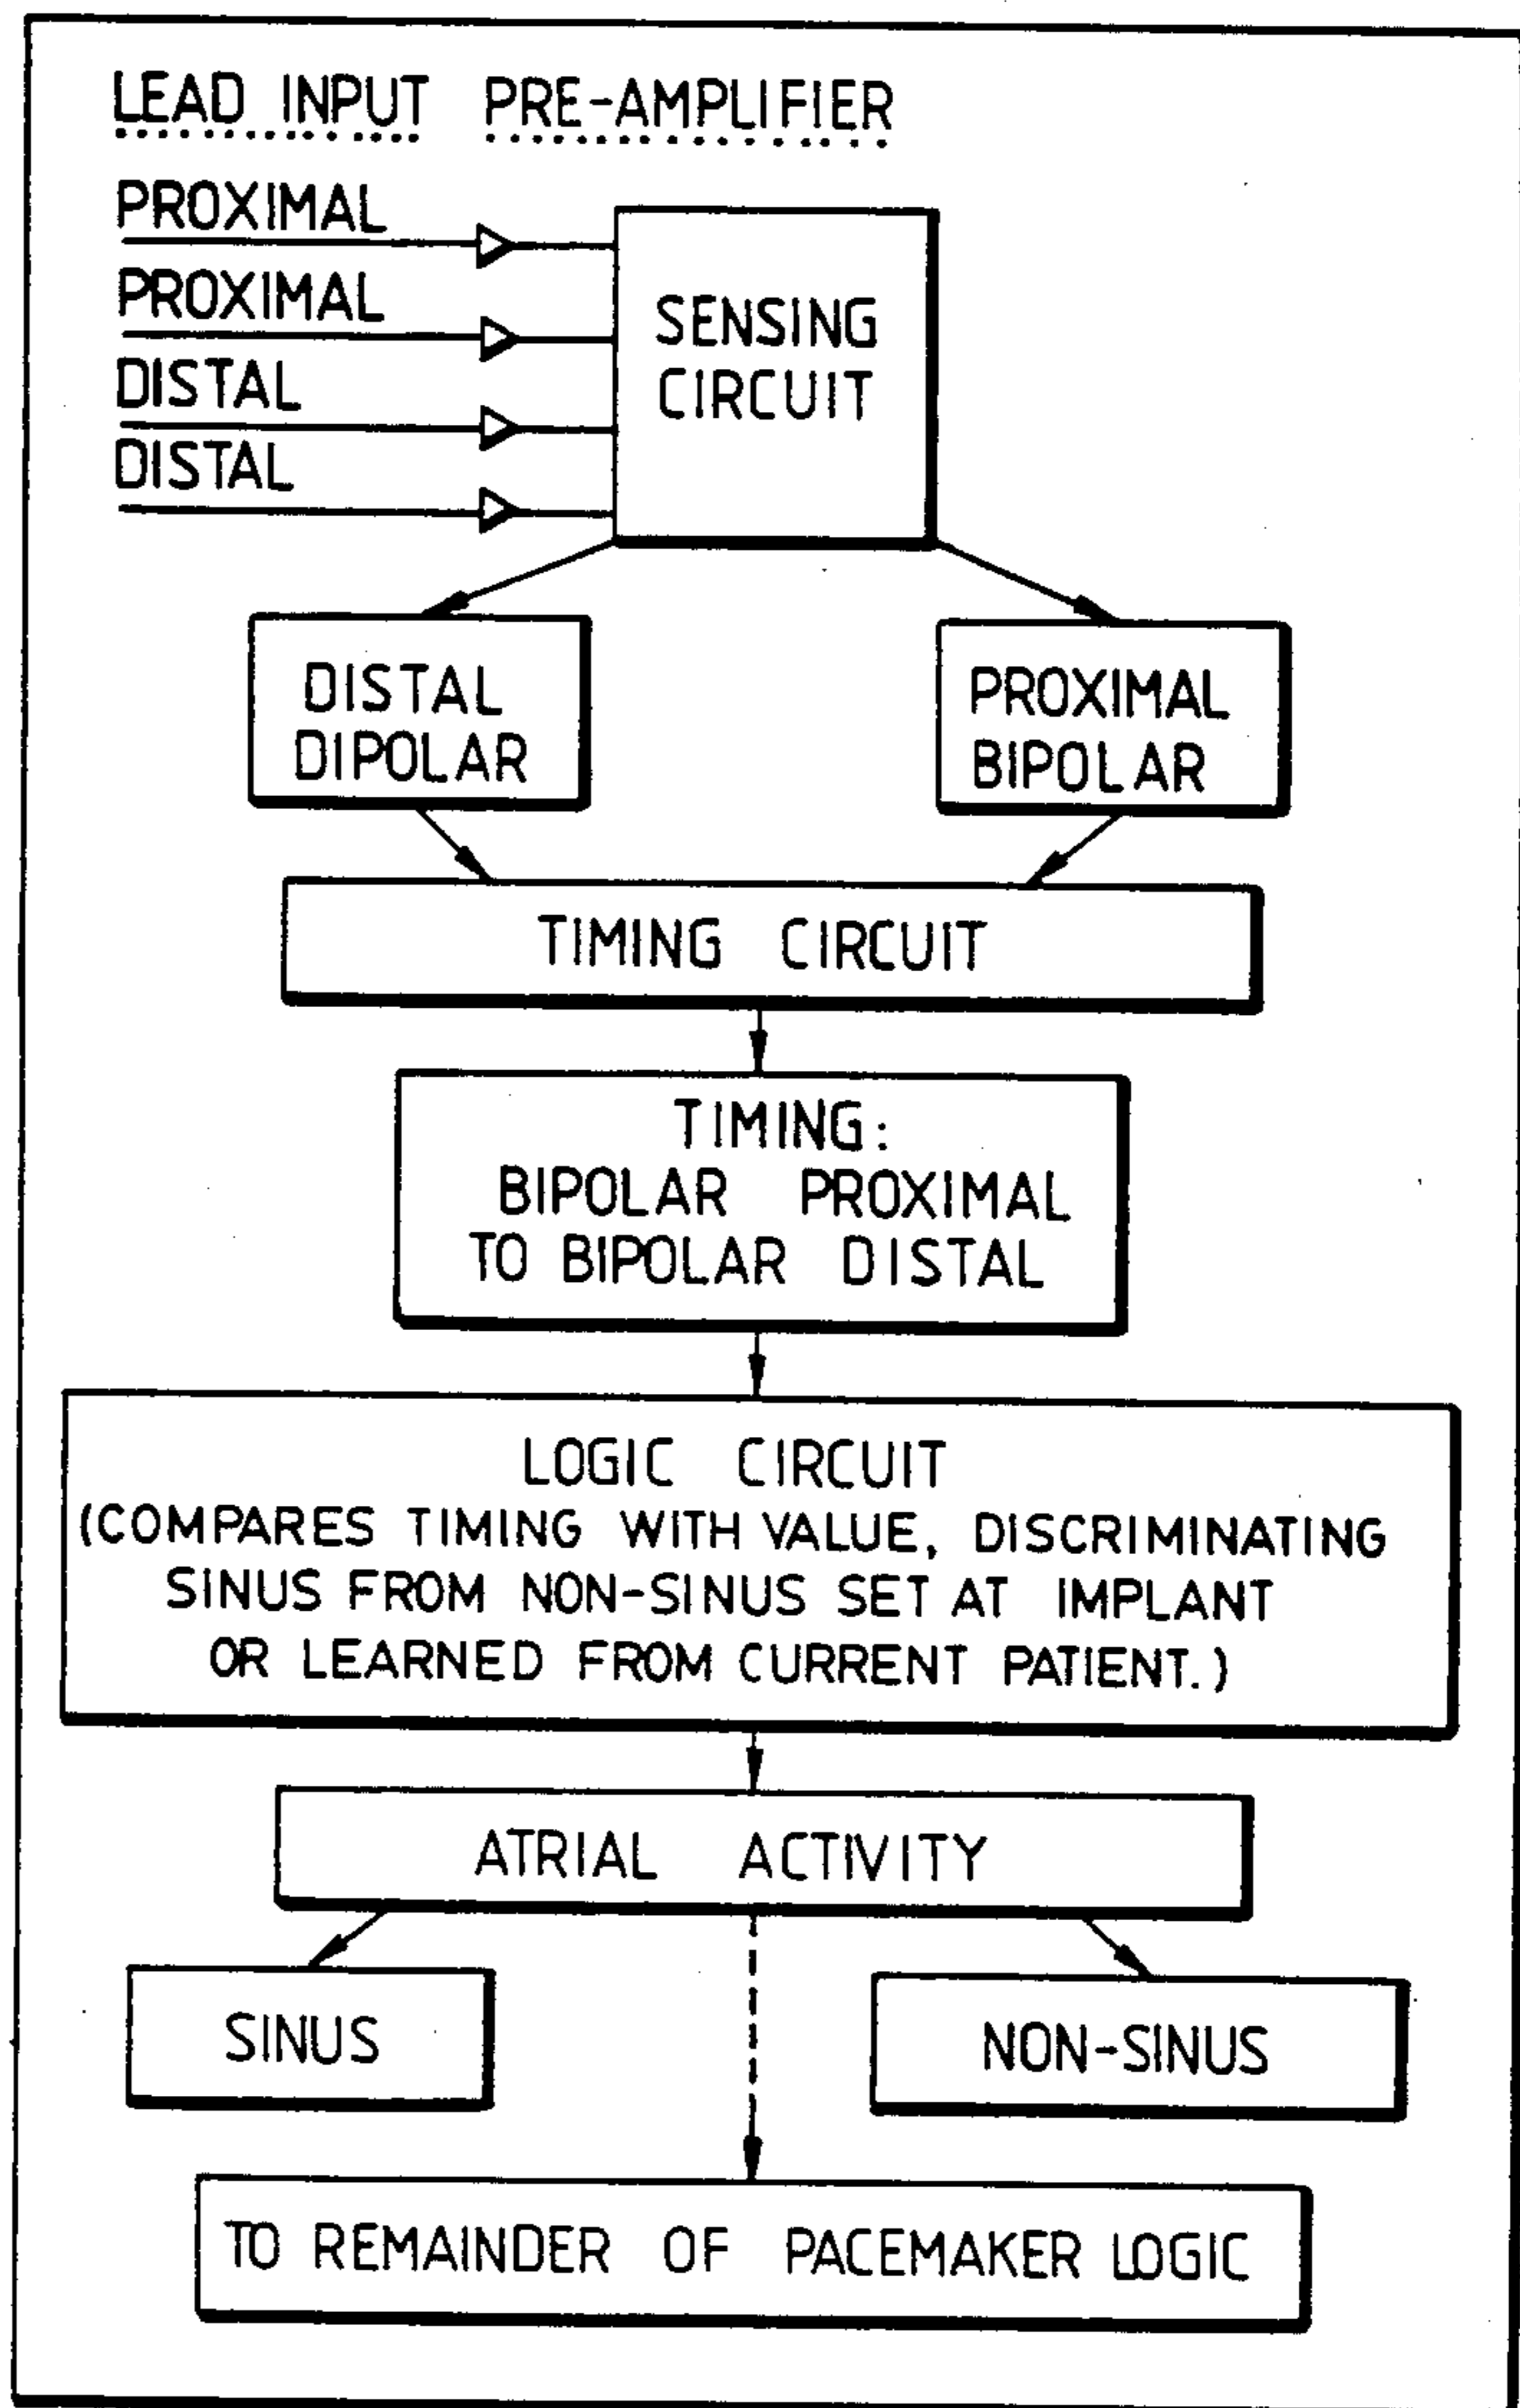 LEAD INPUT PRE-AMPLIFIER
PROXIMAL
PROXIMAL
DISTAL
DISTAL
SENSING
CIRCUIT
DISTAL
DIPOLAR
PROXIMAL
BIPOLAR
TIMING CIRCUIT
TIMING:
BIPOLAR PROXIMAL
TO BIPOLAR DISTAL
LOGIC CIRCUIT
(COMPARES TIMING WITH VALUE, DISCRIMINATING
SINUS FROM NON-SINUS SET AT IMPLANT
OR LEARNED FROM CURRENT PATIENT.)
ATRIAL ACTIVITY
SINUS
NON-SINUS
TO REMAINDER OF PACEMAKER LOGIC